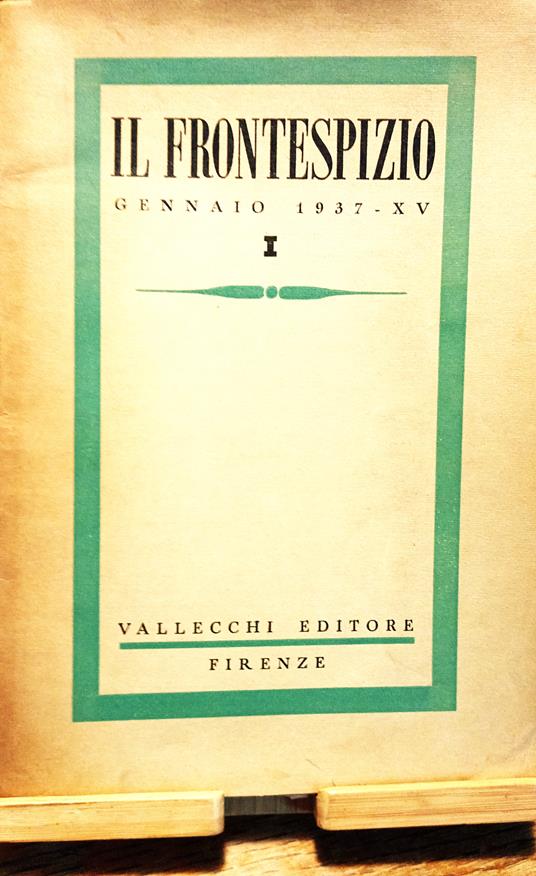 IL FRONTESPIZIO
GENNAIO 1937 - XV
I
VALLECCHI EDITORE
FIRENZE